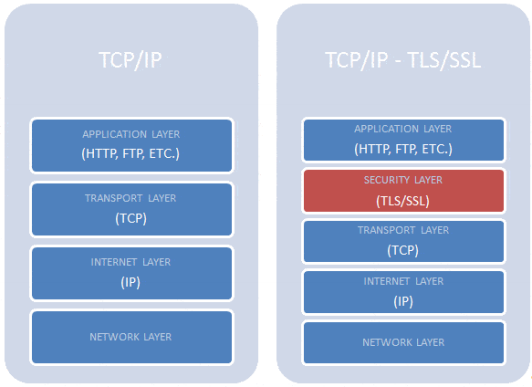 TCP/IP
APPLICATION LAYER
(HTTP, FTP, ETC.)
TRANSPORT LAYER
(TCP)
INTERNET LAYER
(IP)
NETWORK LAYER
TCP/IP - TLS/SSL
APPLICATION LAYER
(HTTP, FTP, ETC.)
SECURITY LAYER
(TLS/SSL)
TRANSPORT LAYER
(TCP)
INTERNET LAYER
(IP)
NETWORK LAYER